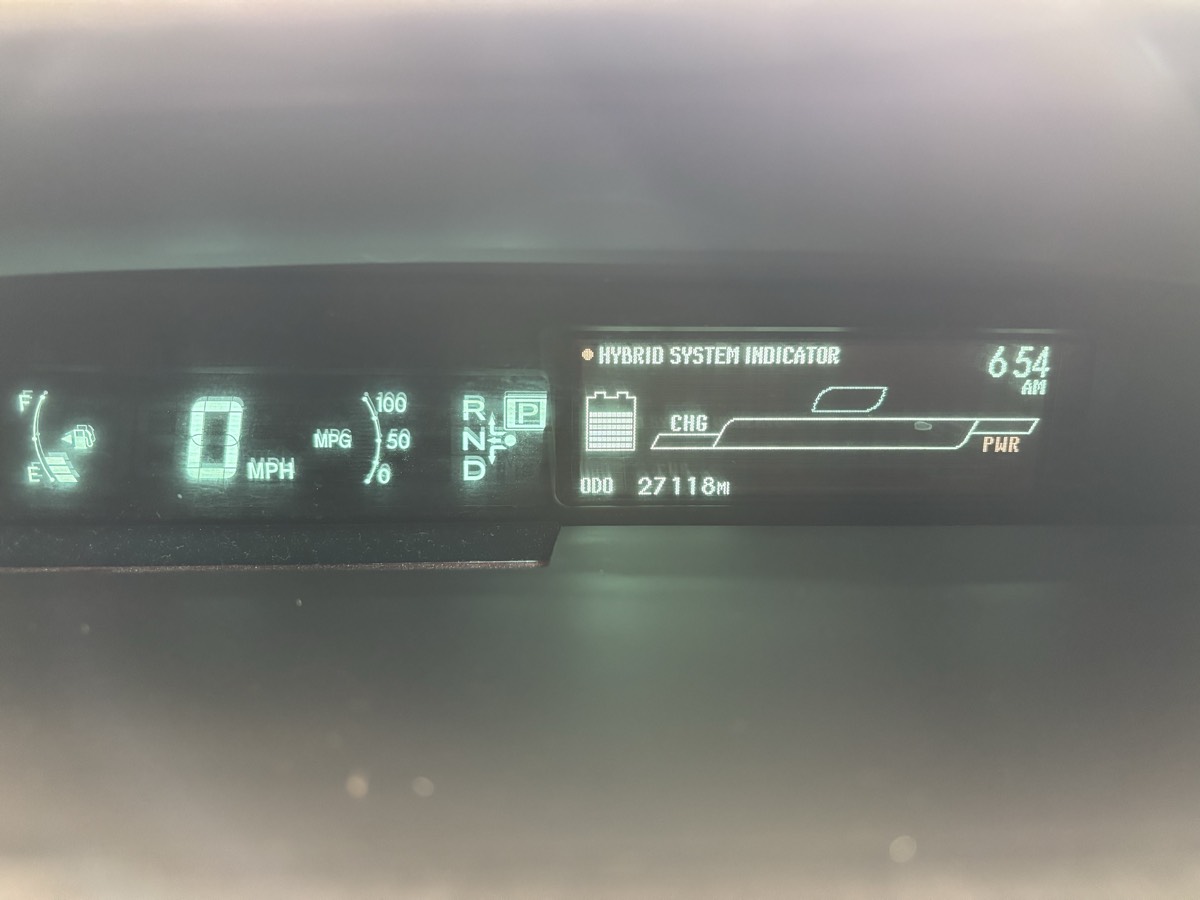 F
E
0 MPH
MPG
100
50
0
R
N
D
P
HYBRID SYSTEM INDICATOR
6 54
AM
CHG
PWR
ODO 27118MI